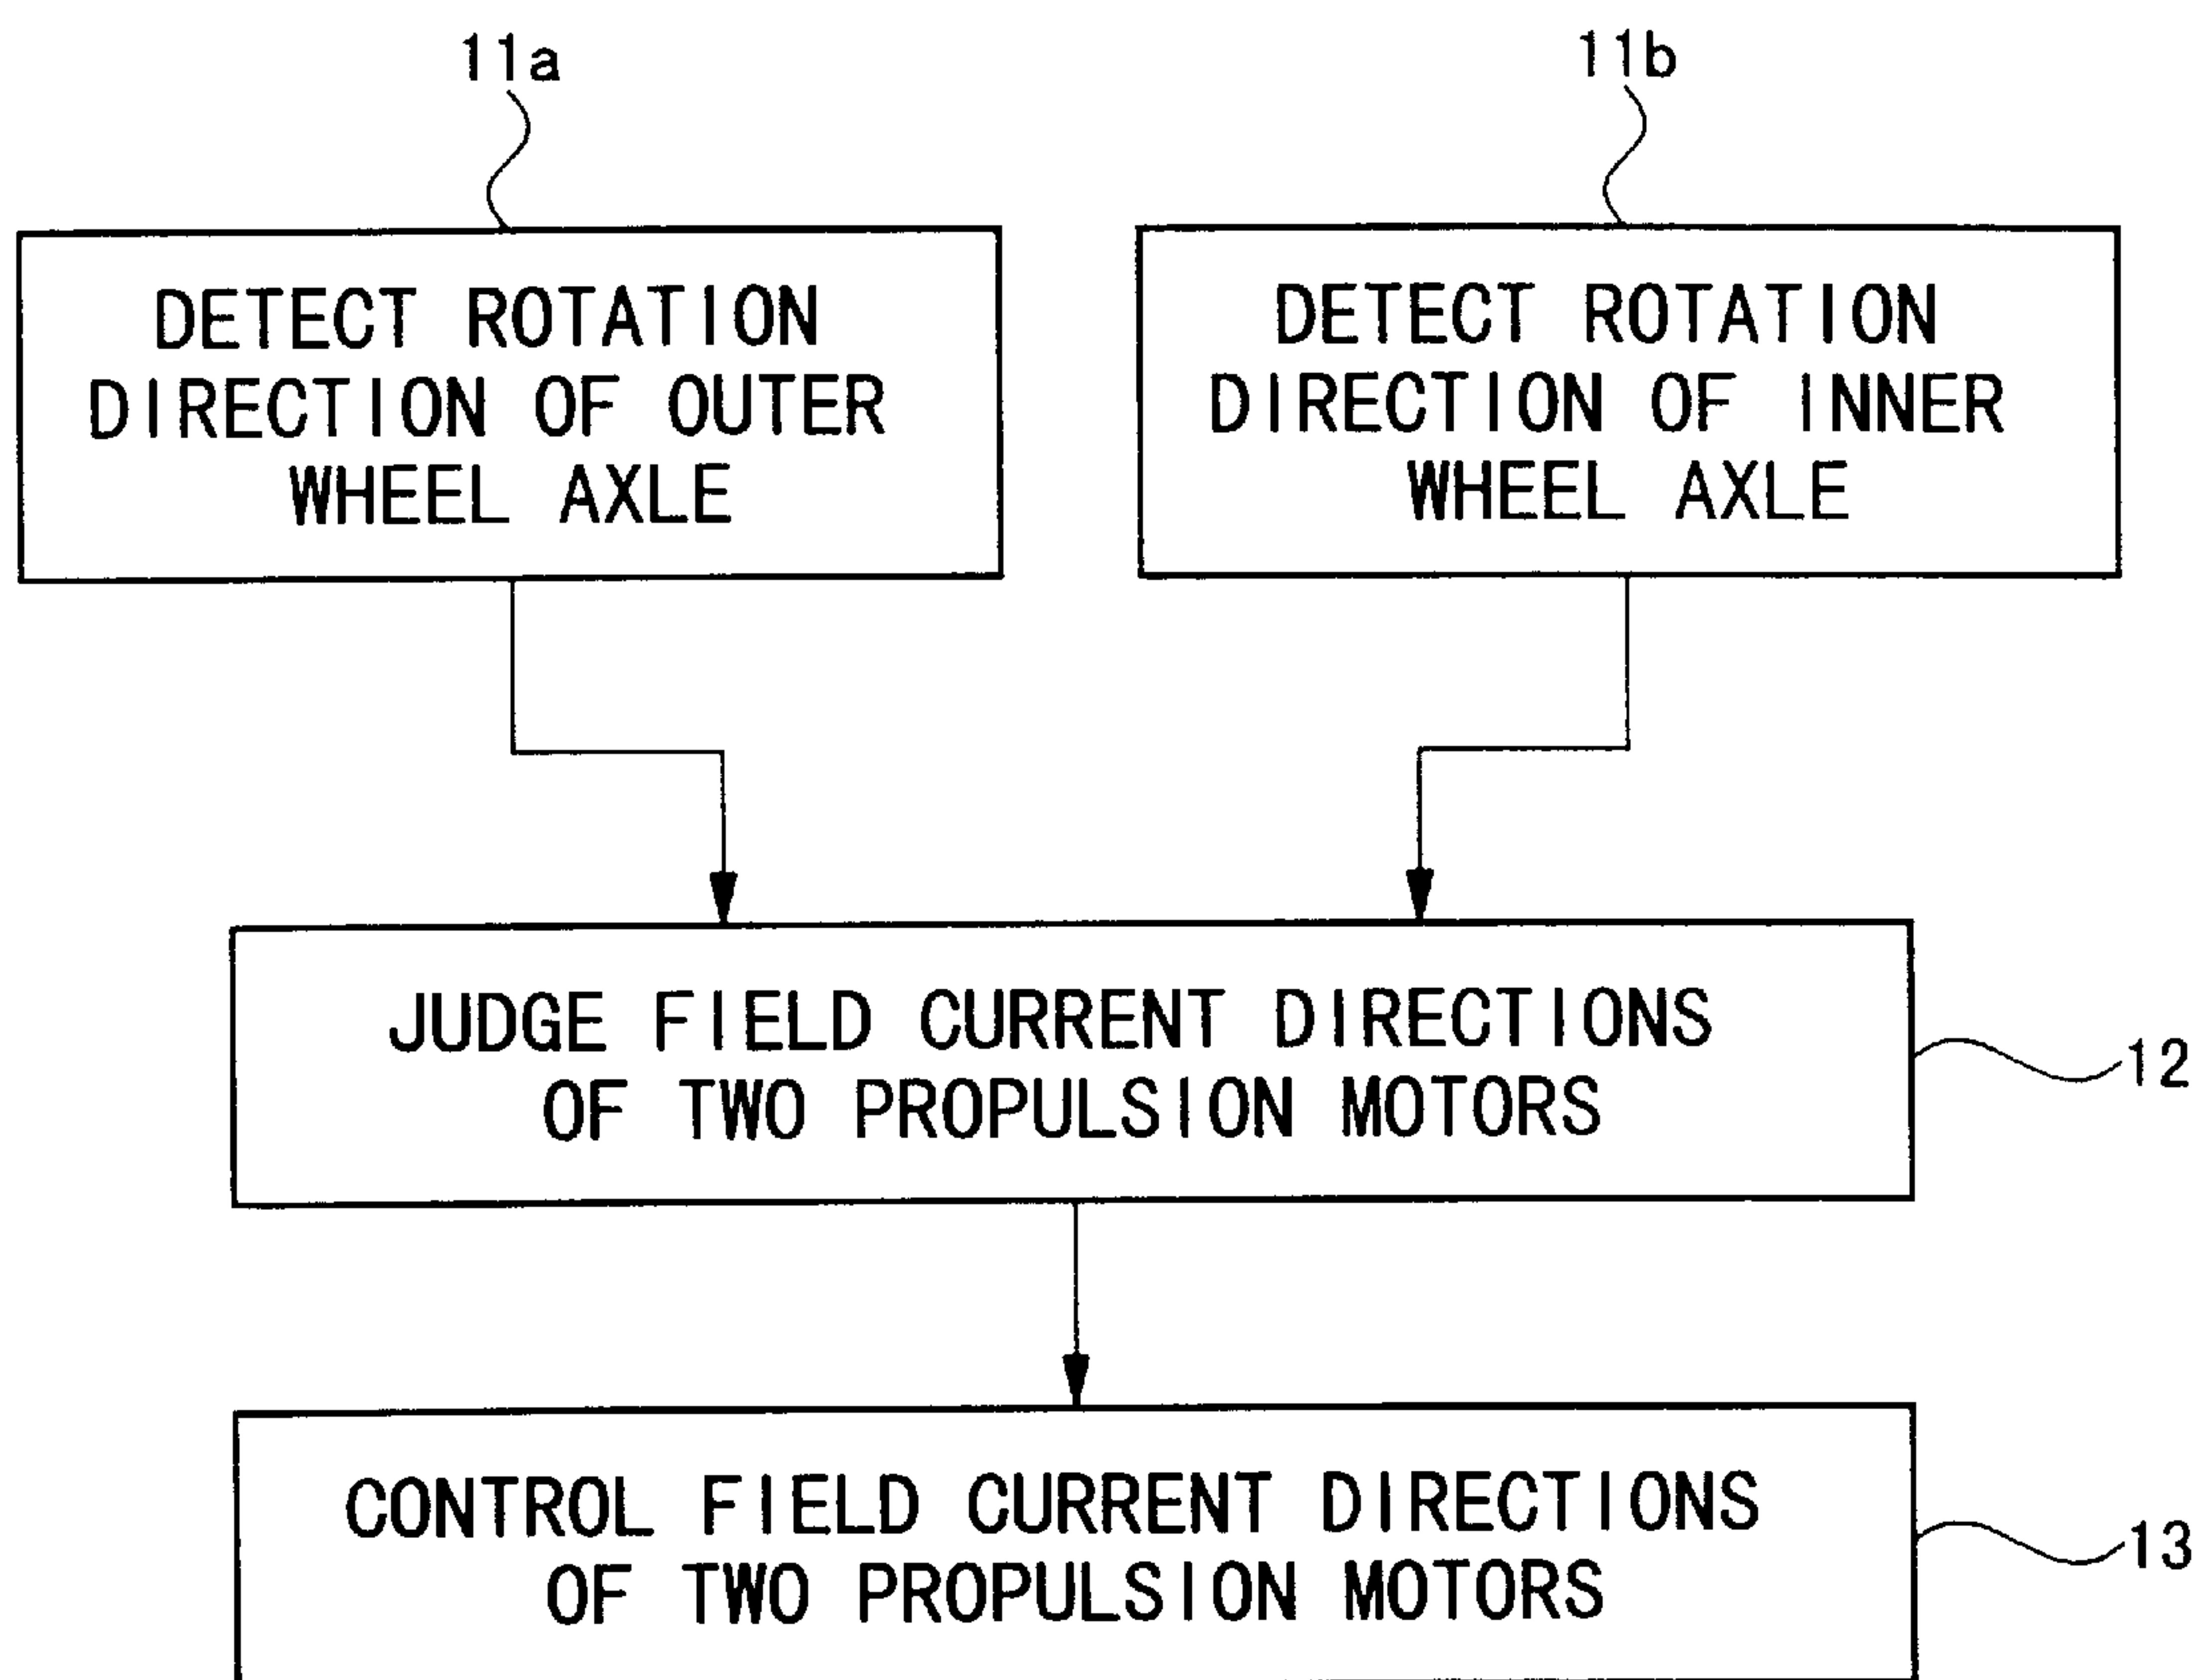 11a
DETECT ROTATION
DIRECTION OF OUTER
WHEEL AXLE
11b
DETECT ROTATION
DIRECTION OF INNER
WHEEL AXLE
JUDGE FIELD CURRENT DIRECTIONS
OF TWO PROPULSION MOTORS
12
CONTROL FIELD CURRENT DIRECTIONS
OF TWO PROPULSION MOTORS
13